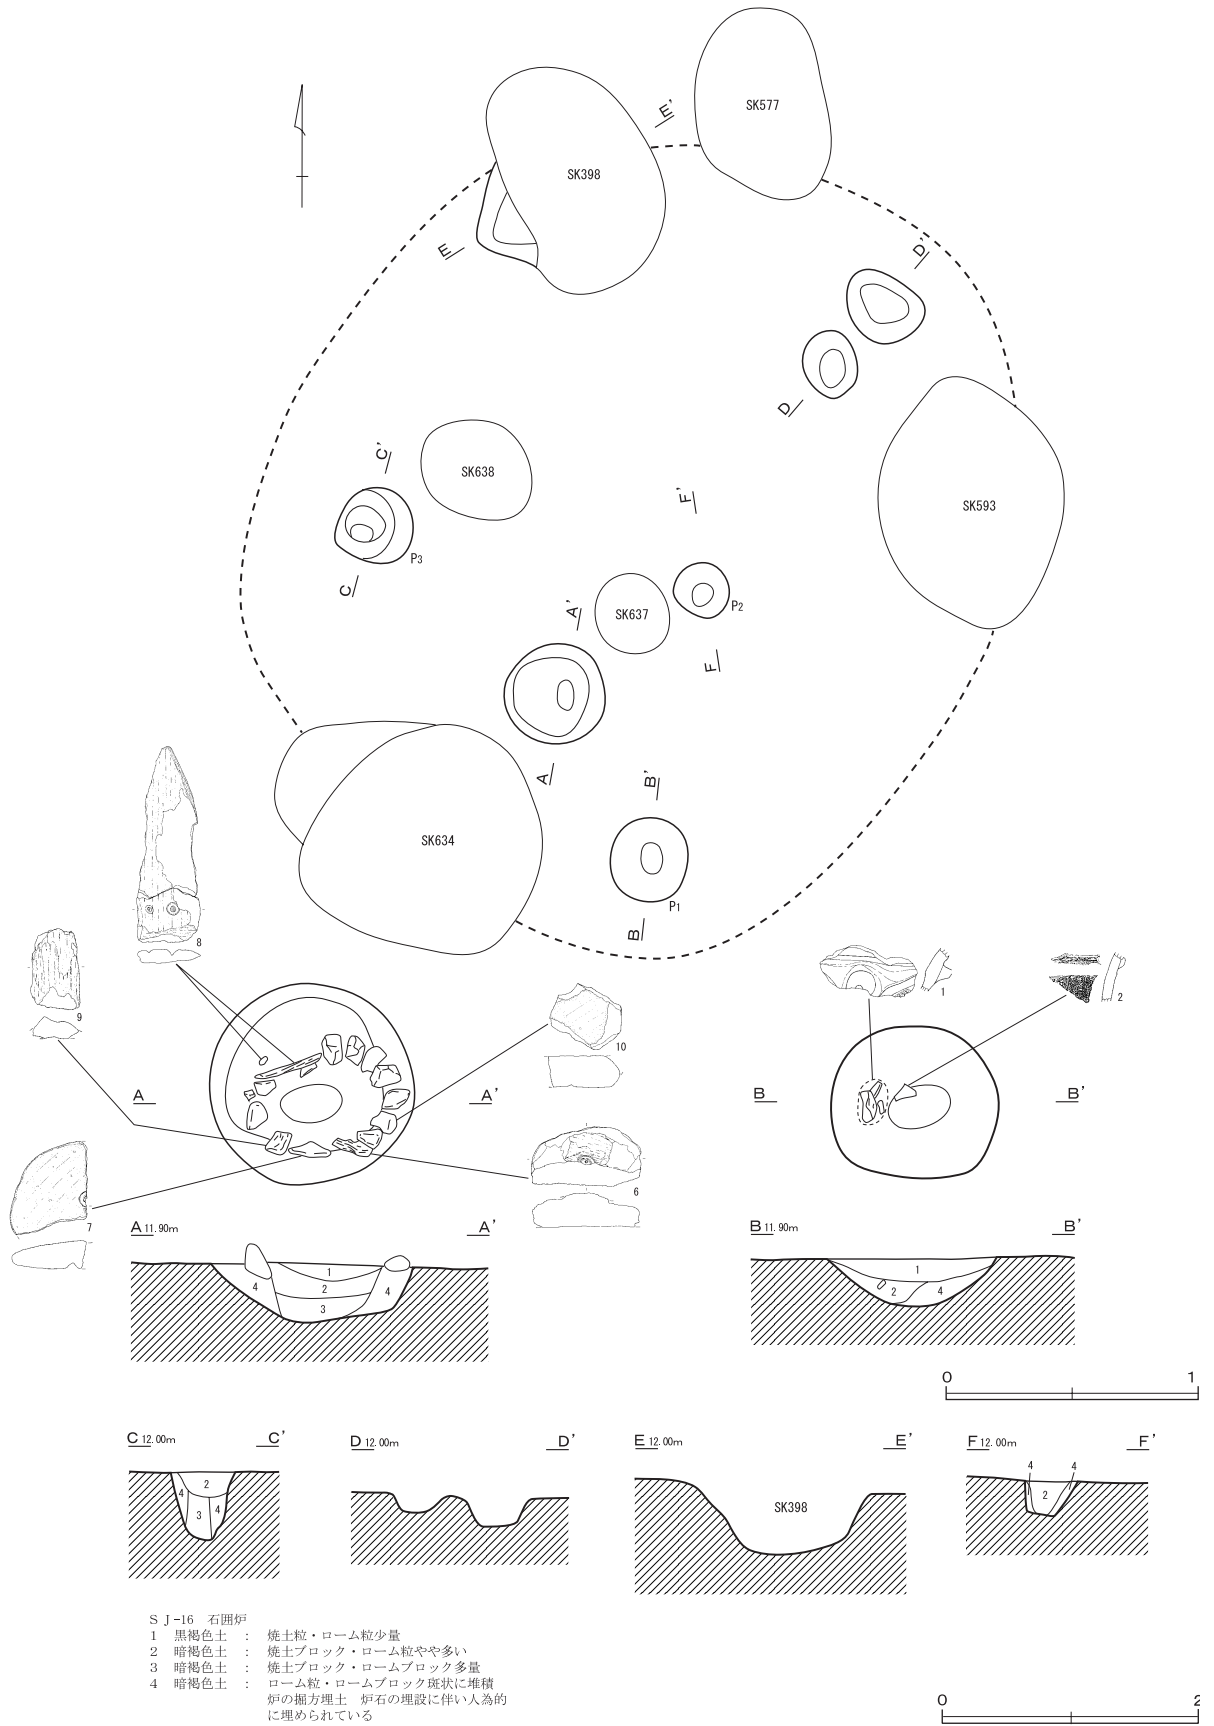 SK577
E'
SK398
E
D'
D
SK638
C'
C
P3
SK593
F'
SK637
P2
A'
F
A
B'
SK634
P1
B
8
9
10
1
2
A
A'
B
B'
7
6
A 11.90m
A'
1
2
3
4
4
B 11.90m
B'
1
2
4
0
1
C 12.00m
C'
2
4
4
3
D 12.00m
D'
E 12.00m
E'
SK398
F 12.00m
F'
4
4
2
ＳＪ-16　石囲炉
1　黒褐色土　：　焼土粒・ローム粒少量
2　暗褐色土　：　焼土ブロック・ローム粒やや多い
3　暗褐色土　：　焼土ブロック・ロームブロック多量
4　暗褐色土　：　ローム粒・ロームブロック斑状に堆積
炉の掘方埋土　炉石の埋設に伴い人為的
に埋められている
0
2